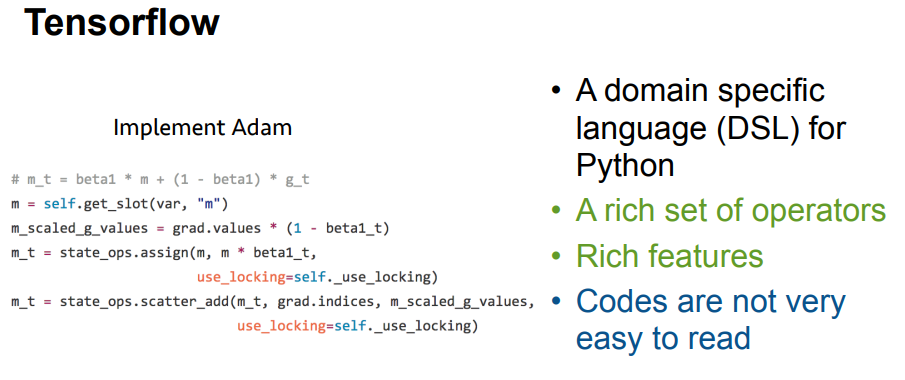 Tensorflow
Implement Adam
# m_t = beta1 * m + (1 - beta1) * g_t
m = self.get_slot(var, "m")
m_scaled_g_values = grad.values * (1 - beta1_t)
m_t = state_ops.assign(m, m * beta1_t,
use_locking=self._use_locking)
m_t = state_ops.scatter_add(m_t, grad.indices, m_scaled_g_values,
use_locking=self._use_locking)
• A domain specific
language (DSL) for
Python
• A rich set of operators
• Rich features
• Codes are not very
easy to read